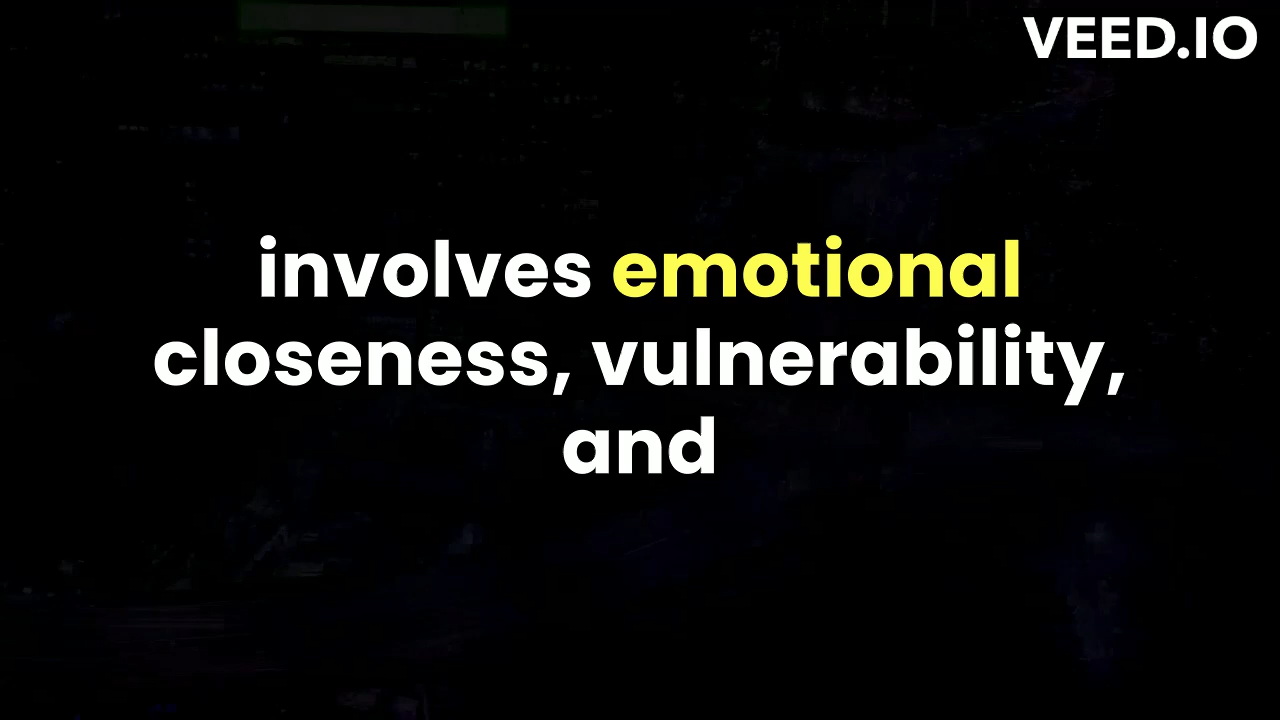 VEED.IO
involves emotional
closeness, vulnerability,
and